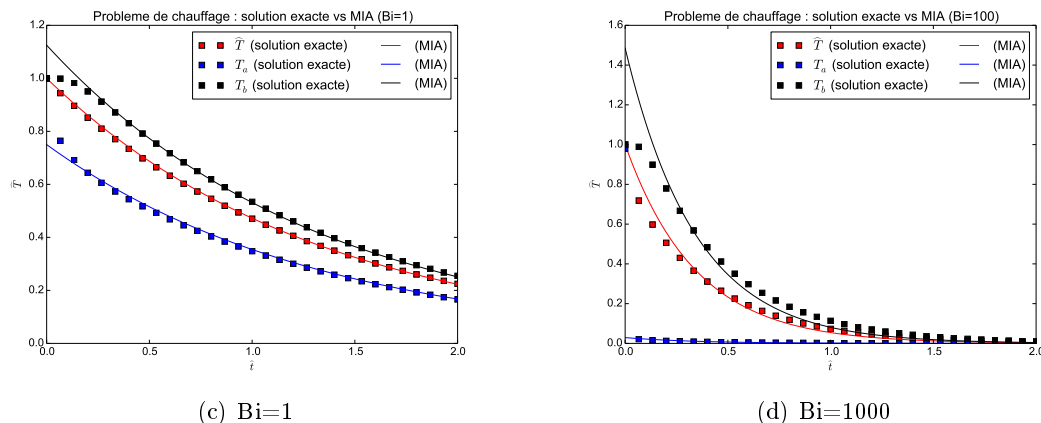 Probleme de chauffage : solution exacte vs MIA (Bi=1)
1.2
1.0
0.8
0.6
0.4
0.2
0.0
T̂
T̂ (solution exacte) (MIA)
T_a (solution exacte) (MIA)
T_b (solution exacte) (MIA)
0.0 0.5 1.0 1.5 2.0
t̂
(c) Bi=1
Probleme de chauffage : solution exacte vs MIA (Bi=100)
1.6
1.4
1.2
1.0
0.8
0.6
0.4
0.2
0.0
T̂
T̂ (solution exacte) (MIA)
T_a (solution exacte) (MIA)
T_b (solution exacte) (MIA)
0.0 0.5 1.0 1.5 2.0
t̂
(d) Bi=1000